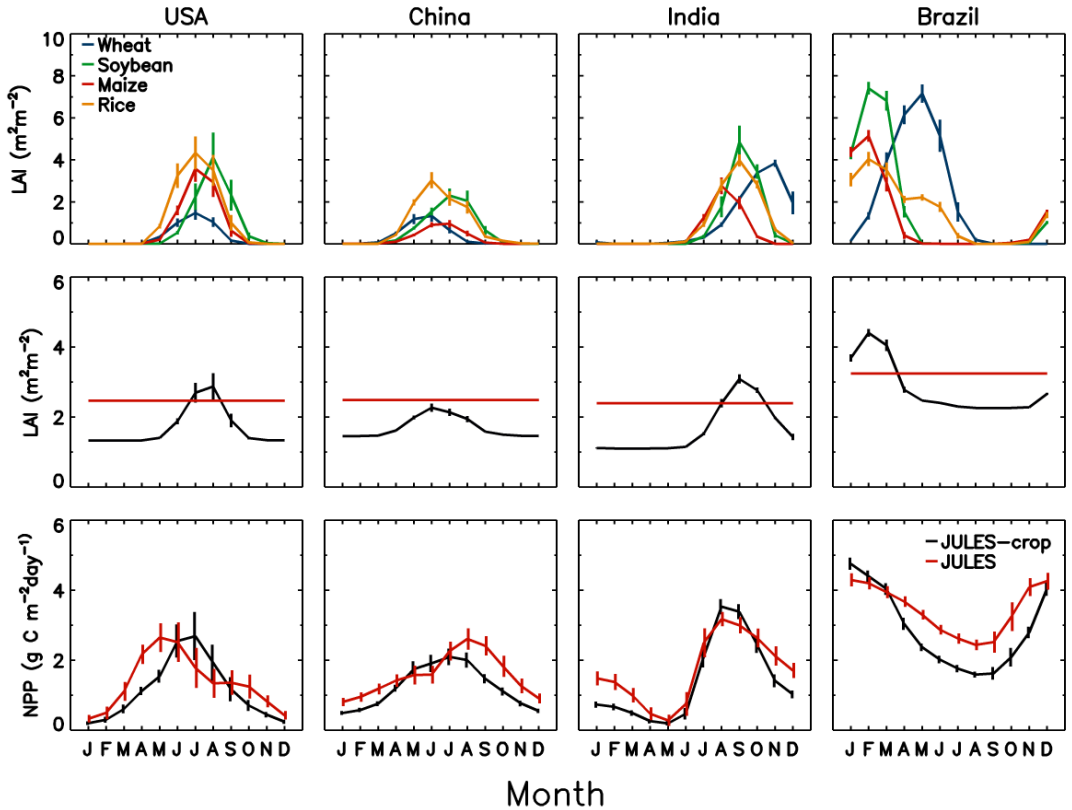 USA China India Brazil
LAI (m²m⁻²)
10
8
6
4
2
0
Wheat
Soybean
Maize
Rice
LAI (m²m⁻²)
6
4
2
0
NPP (g C m⁻²day⁻¹)
6
4
2
0
JULES-crop
JULES
J F M A M J J A S O N D J F M A M J J A S O N D J F M A M J J A S O N D J F M A M J J A S O N D
Month